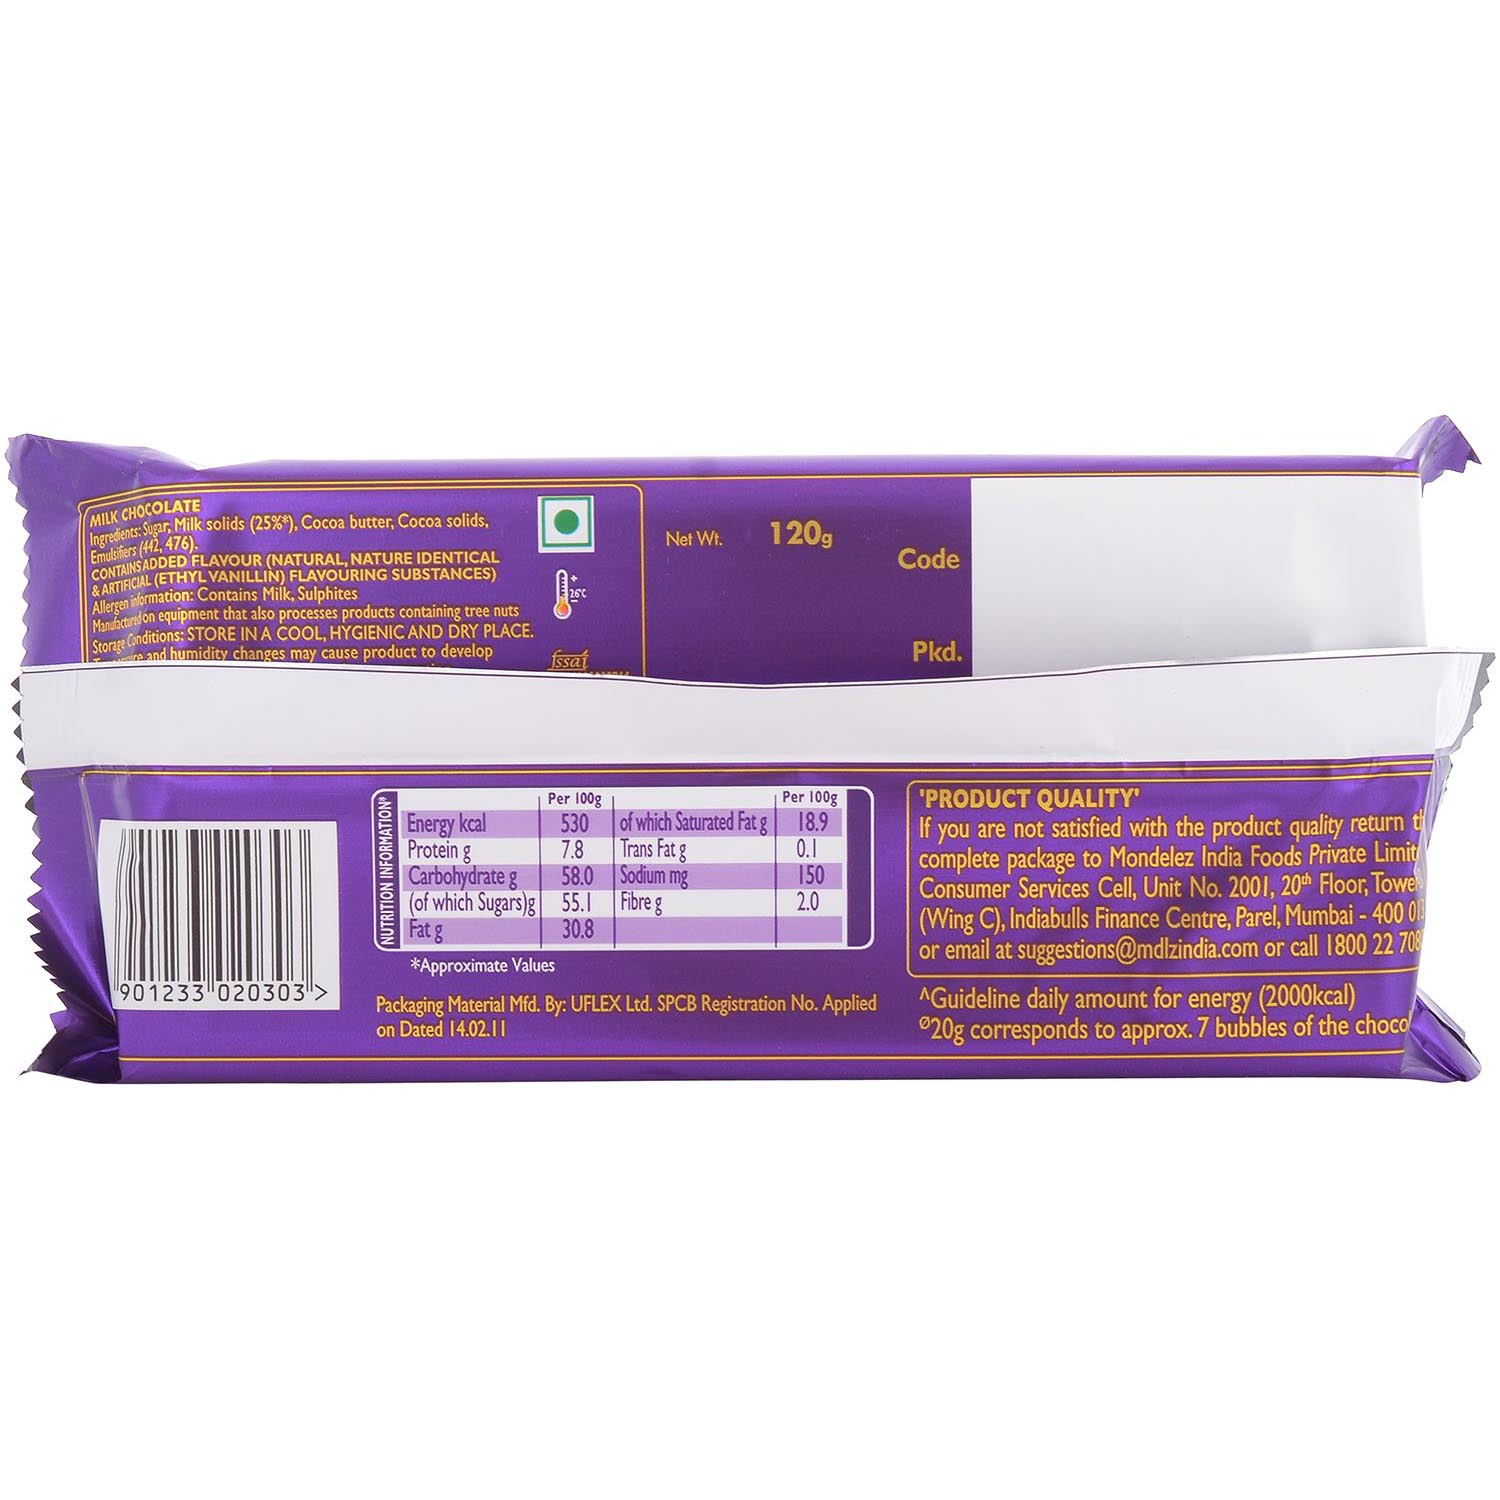 MILK CHOCOLATE
Ingredients: Sugar, Milk solids (25%*), Cocoa butter, Cocoa solids,
Emulsifiers (442, 476).
CONTAINS ADDED FLAVOUR (NATURAL, NATURE IDENTICAL
& ARTIFICIAL (ETHYL VANILLIN) FLAVOURING SUBSTANCES)
Allergen information: Contains Milk, Sulphites
Manufactured on equipment that also processes products containing tree nuts
Storage Conditions: STORE IN A COOL, HYGIENIC AND DRY PLACE.
and humidity changes may cause product to develop
26°C
fssai
Net Wt. 120g
Code
Pkd.
901233 020303 >
NUTRITION INFORMATION*
Per 100g Per 100g
Energy kcal 530 of which Saturated Fat g 18.9
Protein g 7.8 Trans Fat g 0.1
Carbohydrate g 58.0 Sodium mg 150
(of which Sugars)g 55.1 Fibre g 2.0
Fat g 30.8
*Approximate Values
Packaging Material Mfd. By: UFLEX Ltd. SPCB Registration No. Applied
on Dated 14.02.11
'PRODUCT QUALITY'
If you are not satisfied with the product quality return th
complete package to Mondelez India Foods Private Limit
Consumer Services Cell, Unit No. 2001, 20th Floor, Tower
(Wing C), Indiabulls Finance Centre, Parel, Mumbai - 400 013
or email at suggestions@mdlzindia.com or call 1800 22 708
^Guideline daily amount for energy (2000kcal)
Ø20g corresponds to approx. 7 bubbles of the choco